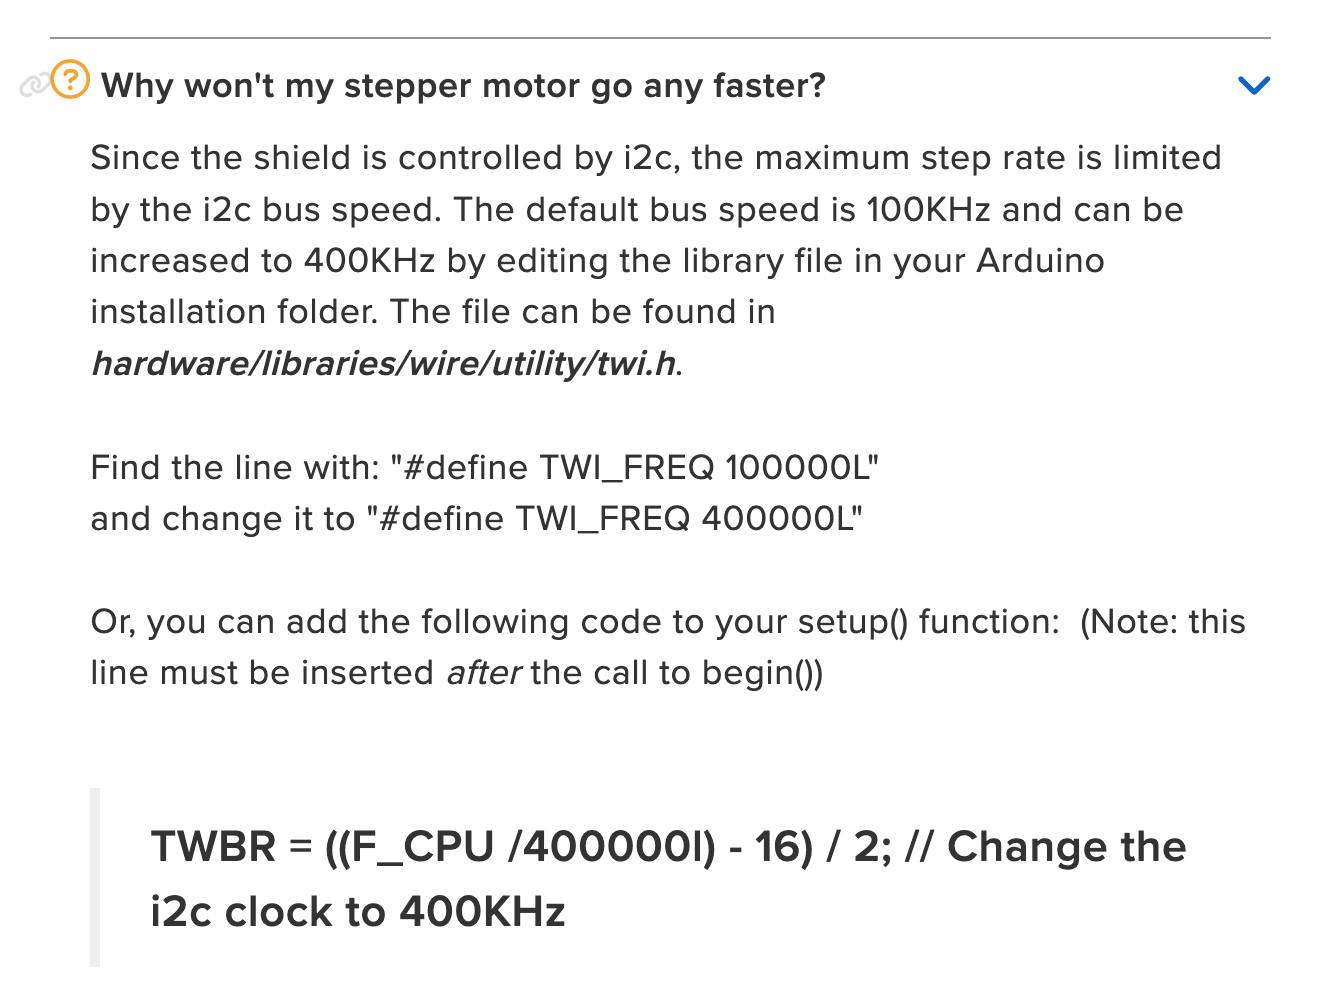 Why won't my stepper motor go any faster?
Since the shield is controlled by i2c, the maximum step rate is limited
by the i2c bus speed. The default bus speed is 100KHz and can be
increased to 400KHz by editing the library file in your Arduino
installation folder. The file can be found in
hardware/libraries/wire/utility/twi.h.
Find the line with: "#define TWI_FREQ 100000L"
and change it to "#define TWI_FREQ 400000L"
Or, you can add the following code to your setup() function:  (Note: this
line must be inserted after the call to begin())
TWBR = ((F_CPU /400000l) - 16) / 2; // Change the
i2c clock to 400KHz